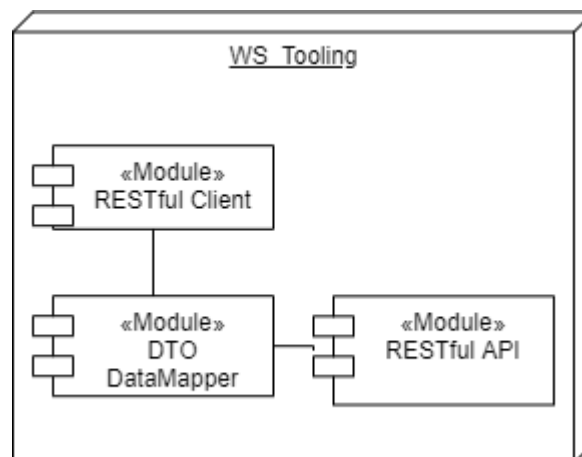 WS_Tooling
«Module»
RESTful Client
«Module»
DTO
DataMapper
«Module»
RESTful API